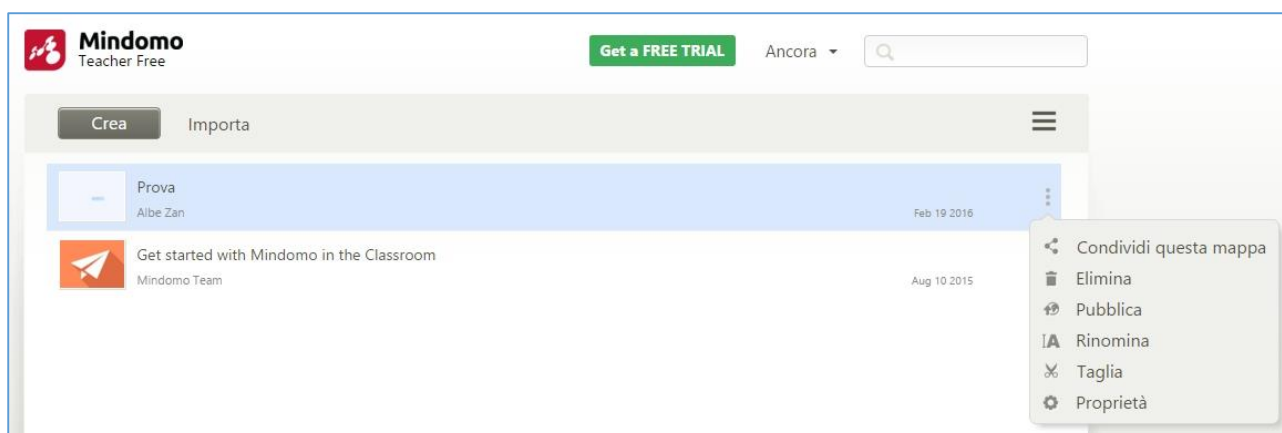 Mindomo
Teacher Free
Get a FREE TRIAL
Ancora
Crea
Importa
Prova
Albe Zan
Feb 19 2016
Get started with Mindomo in the Classroom
Mindomo Team
Aug 10 2015
Condividi questa mappa
Elimina
Pubblica
Rinomina
Taglia
Proprietà